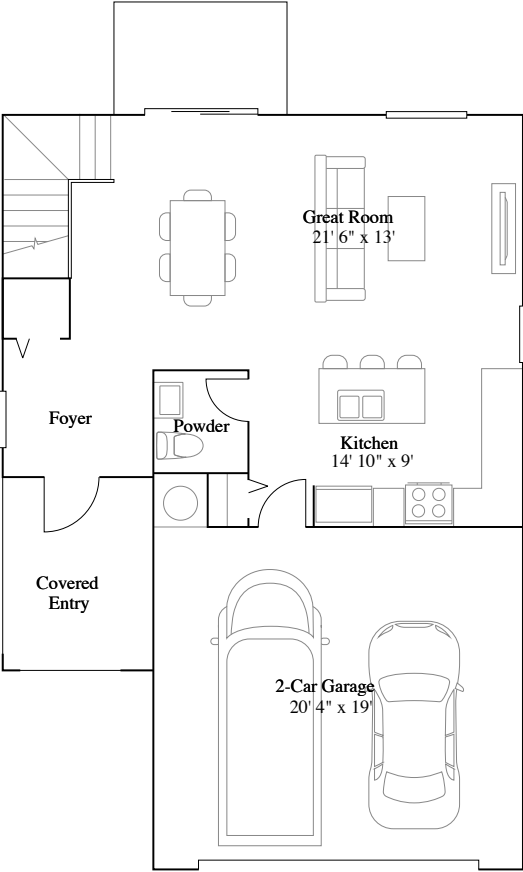 Great Room
21' 6" x 13'
Foyer
Powder
Kitchen
14' 10" x 9'
Covered
Entry
2-Car Garage
20' 4" x 19'